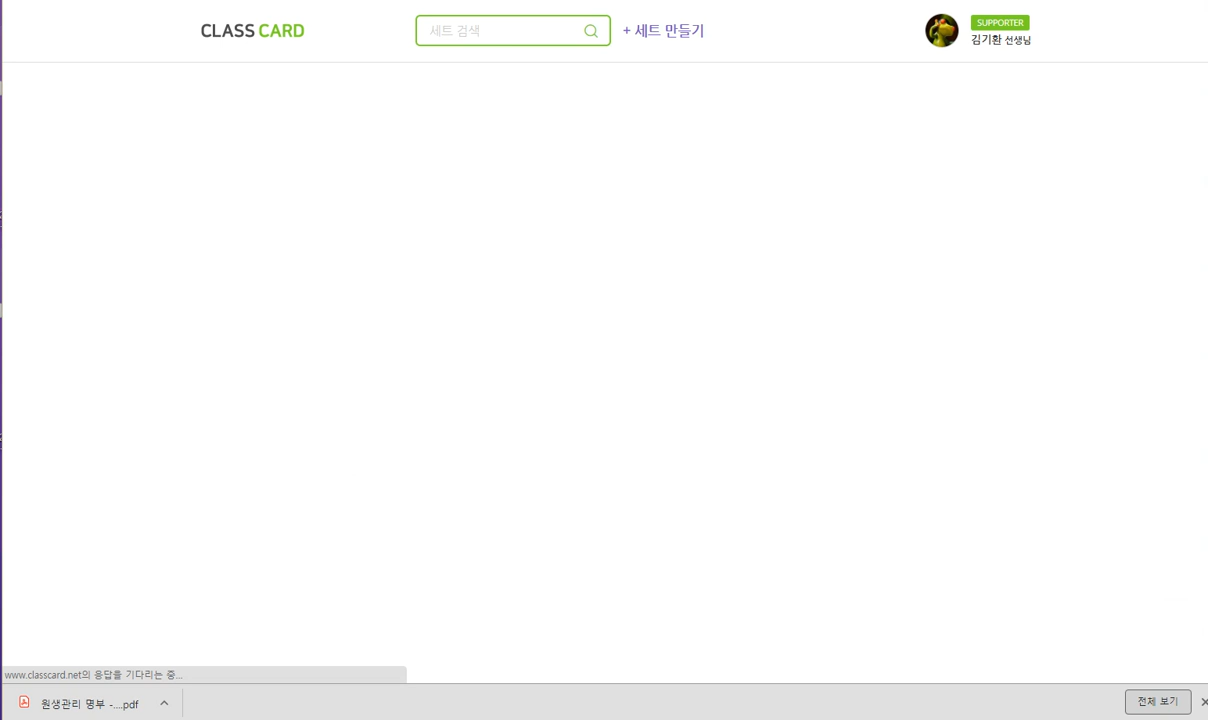 CLASS CARD
세트 검색
+ 세트 만들기
SUPPORTER
김기환 선생님
www.classcard.net의 응답을 기다리는 중...
원생관리 명부 -....pdf
전체 보기